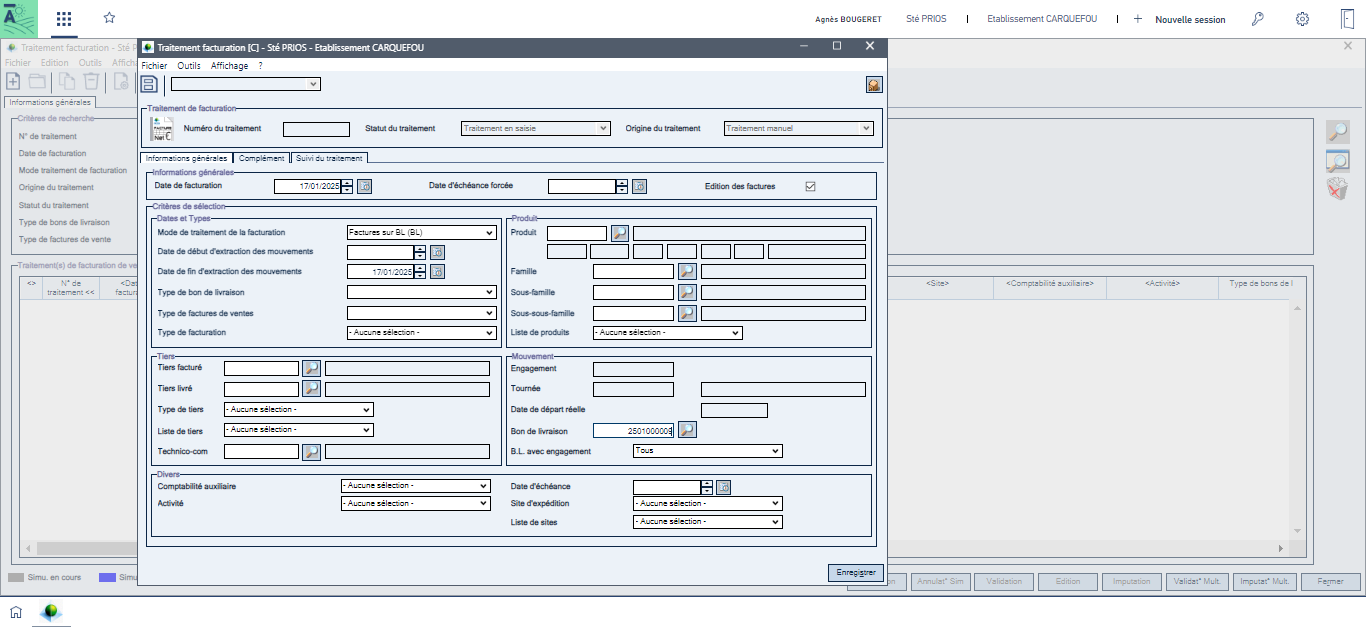 Agnès BOUGERET Sté PRIOS | Etablissement CARQUEFOU | + Nouvelle session
Traitement facturation - Sté P
Fichier Edition Outils Affich
Informations générales
Critères de recherche
N° de traitement
Date de facturation
Mode traitement de facturation
Origine du traitement
Statut du traitement
Type de bons de livraison
Type de factures de vente
Traitement(s) de facturation de ve
<> N° de traitement << <Dat factura
<Site> <Comptabilité auxiliaire> <Activité> Type de bons de l
Simu. en cours Simu
Traitement facturation [C] - Sté PRIOS - Etablissement CARQUEFOU
Fichier Outils Affichage ?
Traitement de facturation
Numéro du traitement Statut du traitement Traitement en saisie Origine du traitement Traitement manuel
Informations générales Complément Suivi du traitement
Informations générales
Date de facturation 17/01/2025 Date d'échéance forcée Edition des factures
Critères de sélection
Dates et Types
Mode de traitement de la facturation Factures sur BL (BL)
Date de début d'extraction des mouvements
Date de fin d'extraction des mouvements 17/01/2025
Type de bon de livraison
Type de factures de ventes
Type de facturation - Aucune sélection -
Produit
Produit
Famille
Sous-famille
Sous-sous-famille
Liste de produits - Aucune sélection -
Tiers
Tiers facturé
Tiers livré
Type de tiers - Aucune sélection -
Liste de tiers - Aucune sélection -
Technico-com
Mouvement
Engagement
Tournée
Date de départ réelle
Bon de livraison 2501000009
B.L. avec engagement Tous
Divers
Comptabilité auxiliaire - Aucune sélection - Date d'échéance
Activité - Aucune sélection - Site d'expédition - Aucune sélection -
Liste de sites - Aucune sélection -
Enregistrer
on Annulat° Sim Validation Edition Imputation Validat° Mult. Imputat° Mult. Fermer